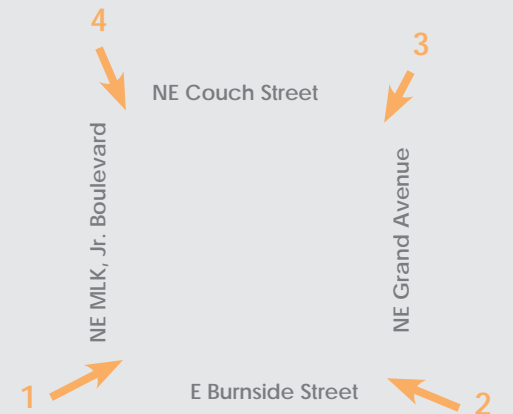 4
3
NE Couch Street
NE MLK, Jr. Boulevard
NE Grand Avenue
1
E Burnside Street
2